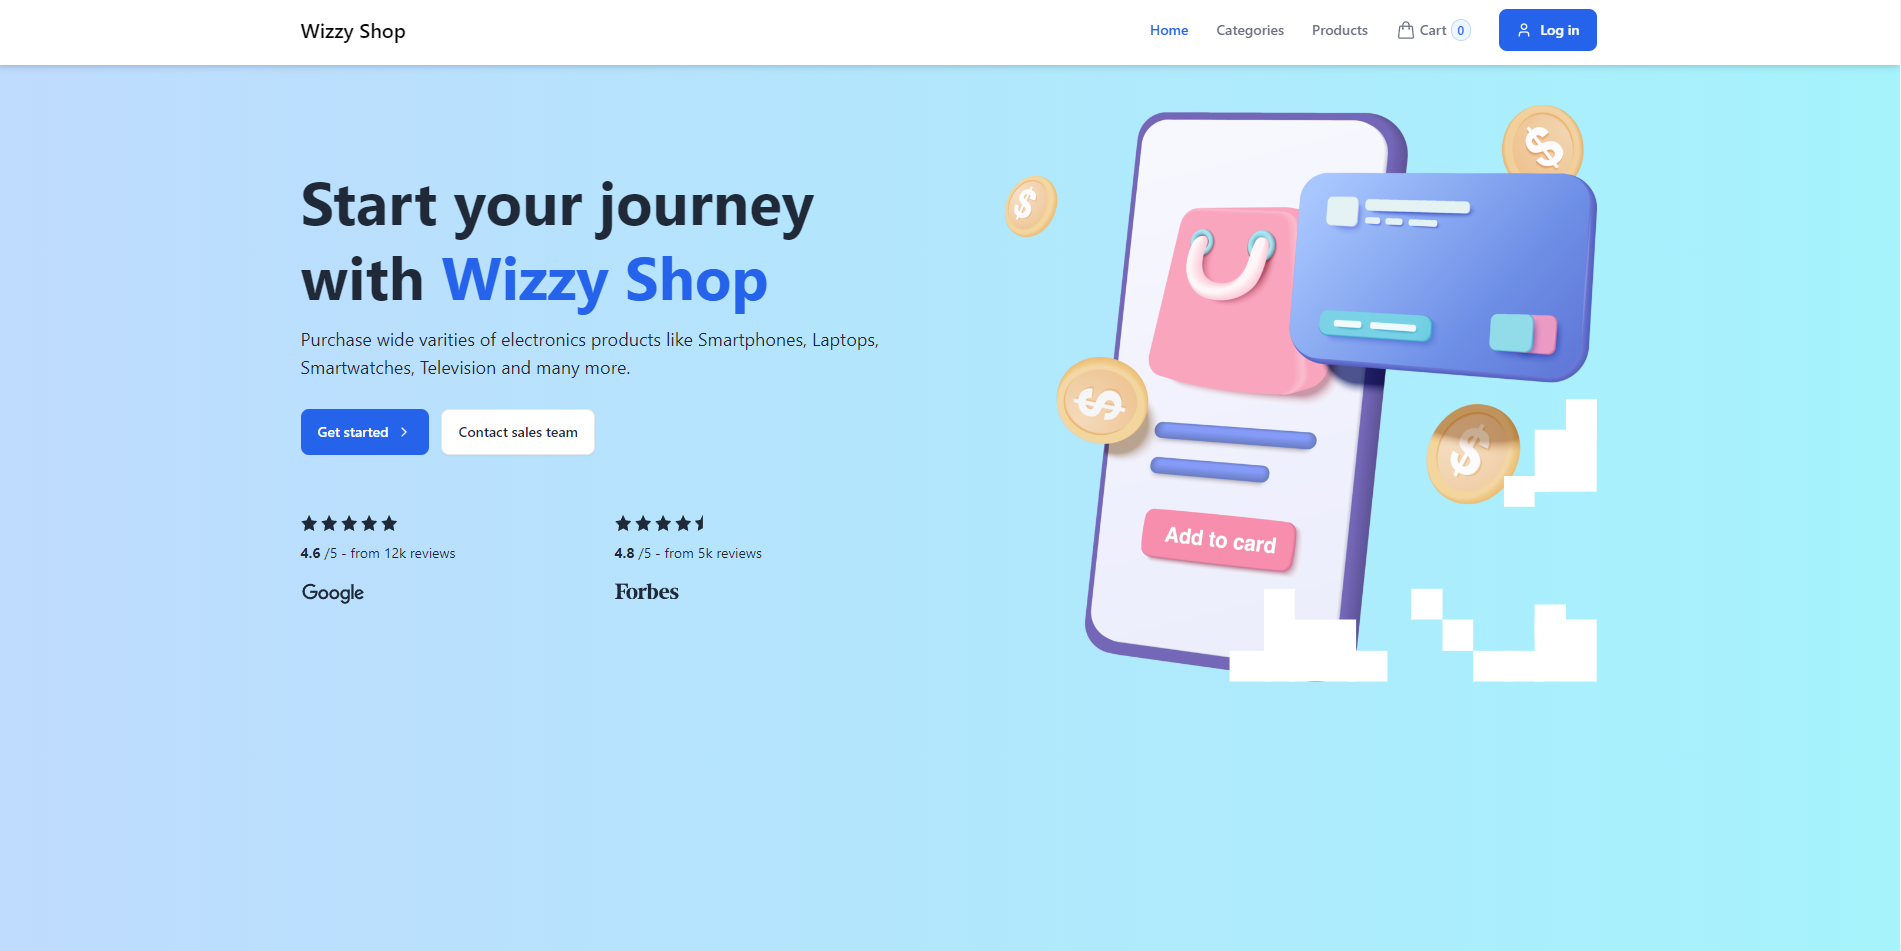 Wizzy Shop
Home
Categories
Products
Cart 0
Log in
Start your journey
with Wizzy Shop
Purchase wide varities of electronics products like Smartphones, Laptops,
Smartwatches, Television and many more.
Get started
Contact sales team
4.6 /5 - from 12k reviews
Google
4.8 /5 - from 5k reviews
Forbes
$
$
$
$
Add to card